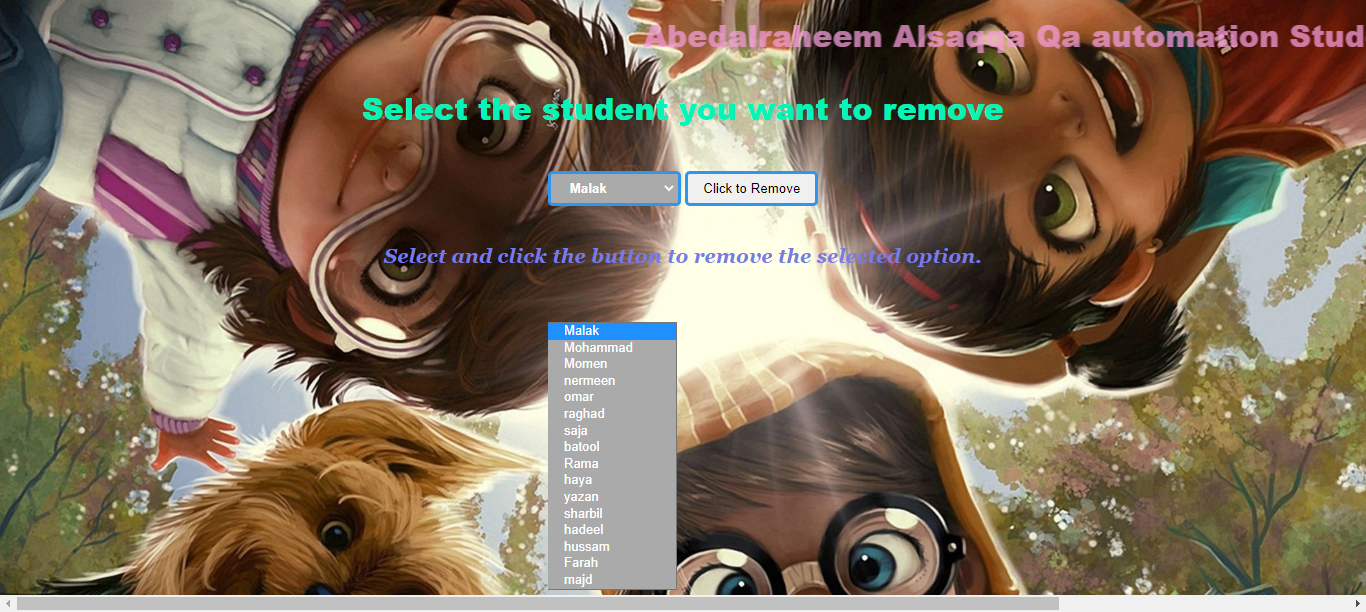 Abedalraheem Alsaqqa Qa automation Stud
Select the student you want to remove
Malak
Click to Remove
Select and click the button to remove the selected option.
Malak
Mohammad
Momen
nermeen
omar
raghad
saja
batool
Rama
haya
yazan
sharbil
hadeel
hussam
Farah
majd